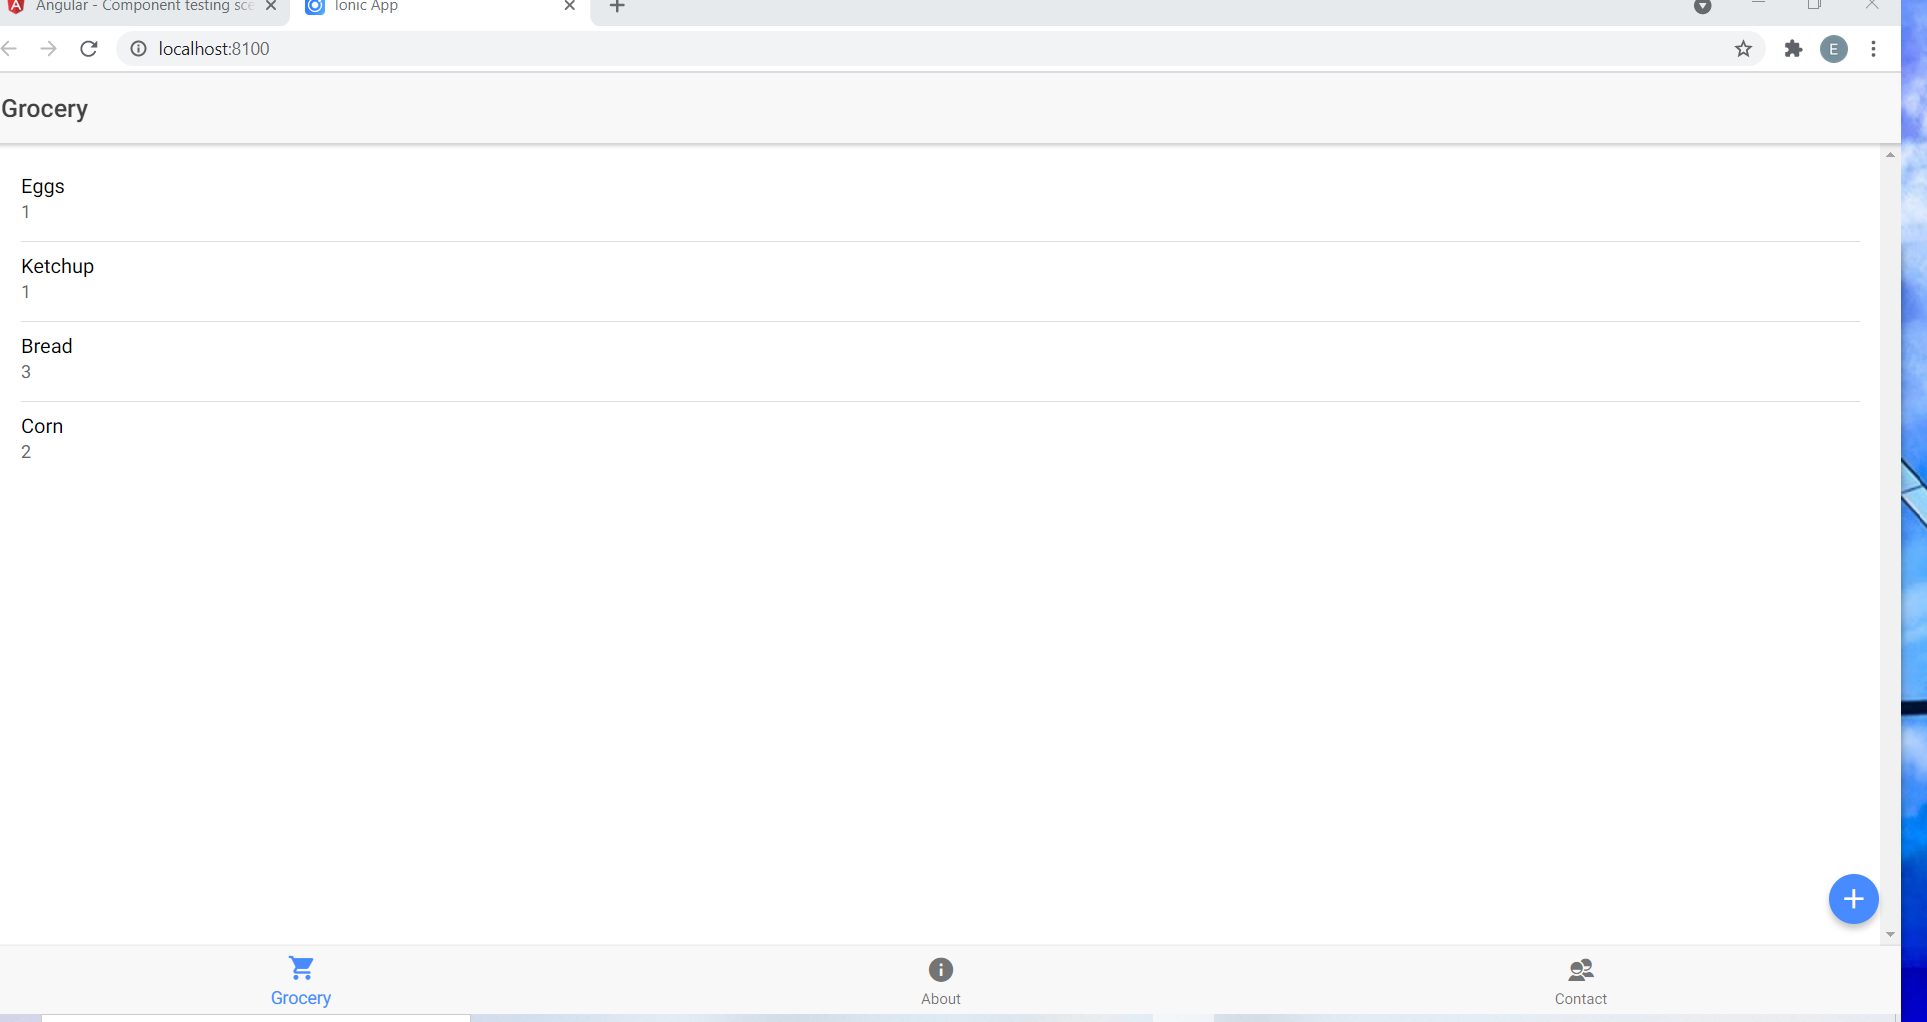 Angular - Component testing sce
Ionic App
localhost:8100
E
Grocery
Eggs
1
Ketchup
1
Bread
3
Corn
2
Grocery
About
Contact